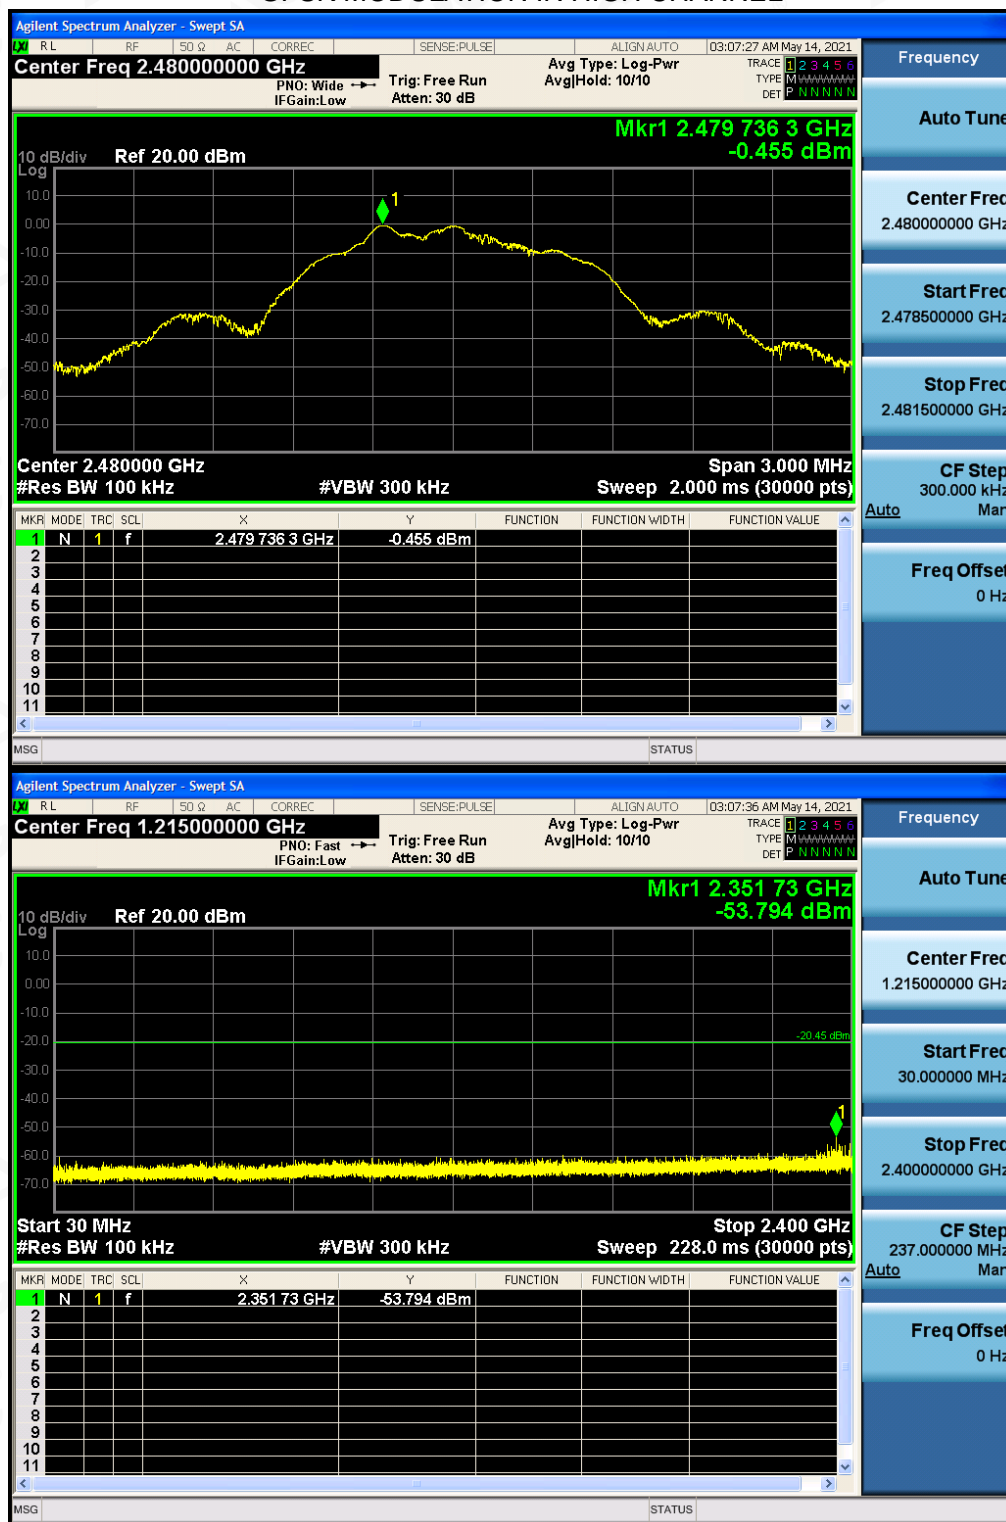 Agilent Spectrum Analyzer - Swept SA
LXI RL RF 50 Ω AC CORREC SENSE:PULSE ALIGN AUTO 03:07:27 AM May 14, 2021
Center Freq 2.480000000 GHz
PNO: Wide
IFGain:Low
Trig: Free Run
Atten: 30 dB
Avg Type: Log-Pwr
Avg|Hold: 10/10
TRACE 1 2 3 4 5 6
TYPE M
DET P N N N N N
Mkr1 2.479 736 3 GHz
-0.455 dBm
10 dB/div Ref 20.00 dBm
Log
10.0
0.00
-10.0
-20.0
-30.0
-40.0
-50.0
-60.0
-70.0
1
Center 2.480000 GHz Span 3.000 MHz
#Res BW 100 kHz #VBW 300 kHz Sweep 2.000 ms (30000 pts)
MKR MODE TRC SCL X Y FUNCTION FUNCTION WIDTH FUNCTION VALUE
1 N 1 f 2.479 736 3 GHz -0.455 dBm
2
3
4
5
6
7
8
9
10
11
MSG STATUS
Frequency
Auto Tune
Center Freq
2.480000000 GHz
Start Freq
2.478500000 GHz
Stop Freq
2.481500000 GHz
CF Step
300.000 kHz
Auto Man
Freq Offset
0 Hz
Agilent Spectrum Analyzer - Swept SA
LXI RL RF 50 Ω AC CORREC SENSE:PULSE ALIGN AUTO 03:07:36 AM May 14, 2021
Center Freq 1.215000000 GHz
PNO: Fast
IFGain:Low
Trig: Free Run
Atten: 30 dB
Avg Type: Log-Pwr
Avg|Hold: 10/10
TRACE 1 2 3 4 5 6
TYPE M
DET P N N N N N
Mkr1 2.351 73 GHz
-53.794 dBm
10 dB/div Ref 20.00 dBm
Log
10.0
0.00
-10.0
-20.0
-30.0
-40.0
-50.0
-60.0
-70.0
-20.45 dBm
1
Start 30 MHz Stop 2.400 GHz
#Res BW 100 kHz #VBW 300 kHz Sweep 228.0 ms (30000 pts)
MKR MODE TRC SCL X Y FUNCTION FUNCTION WIDTH FUNCTION VALUE
1 N 1 f 2.351 73 GHz -53.794 dBm
2
3
4
5
6
7
8
9
10
11
MSG STATUS
Frequency
Auto Tune
Center Freq
1.215000000 GHz
Start Freq
30.000000 MHz
Stop Freq
2.400000000 GHz
CF Step
237.000000 MHz
Auto Man
Freq Offset
0 Hz